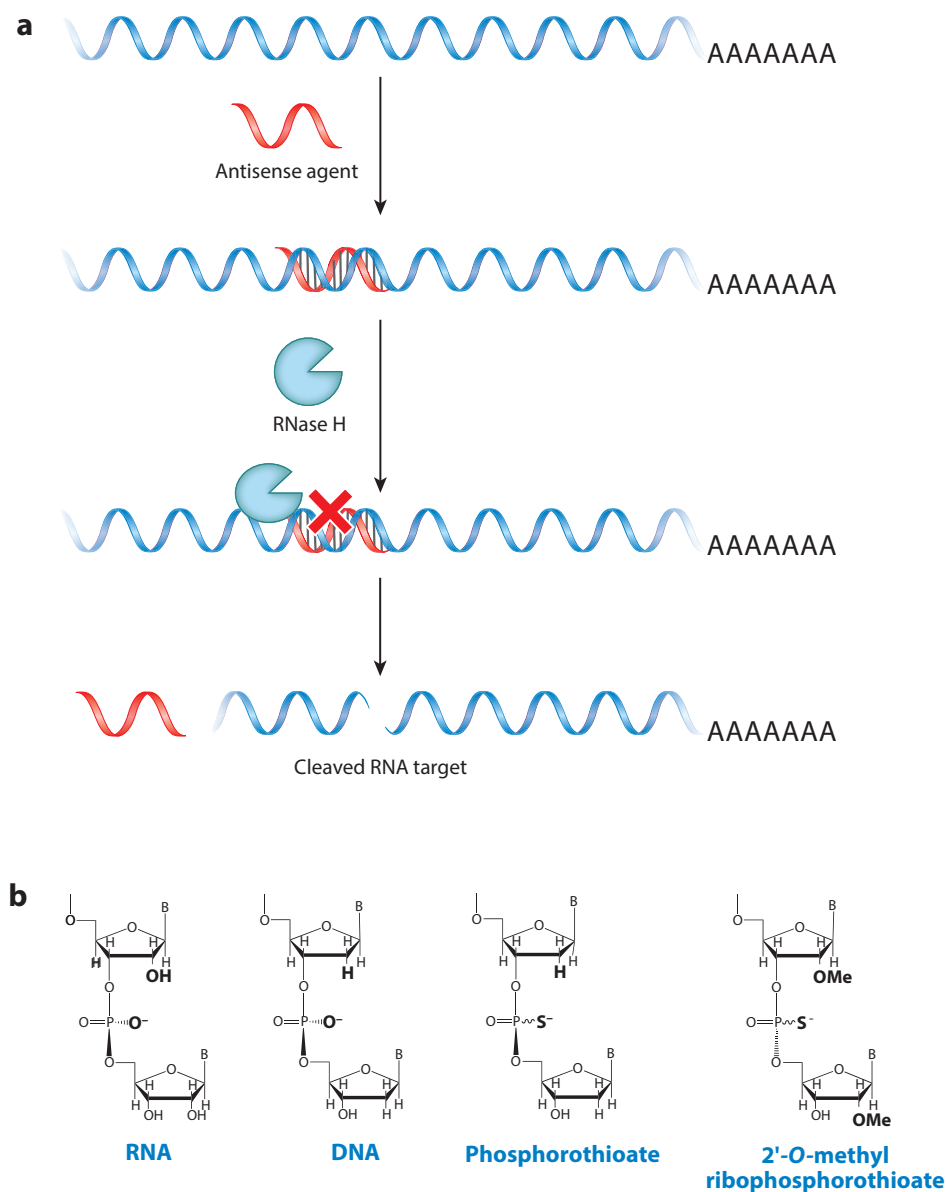 a
AAAAAAA
Antisense agent
AAAAAAA
RNase H
AAAAAAA
AAAAAAA
Cleaved RNA target
b
O B O H H H H OH O O P O⁻ O B O H H H H OH OH
O B O H H H H H O O P O⁻ O B O H H H H OH H
O B O H H H H H O O P S⁻ O B O H H H H OH H
O B O H H H H OMe O O P S⁻ O B O H H H H OH OMe
RNA
DNA
Phosphorothioate
2'-O-methyl
ribophosphorothioate